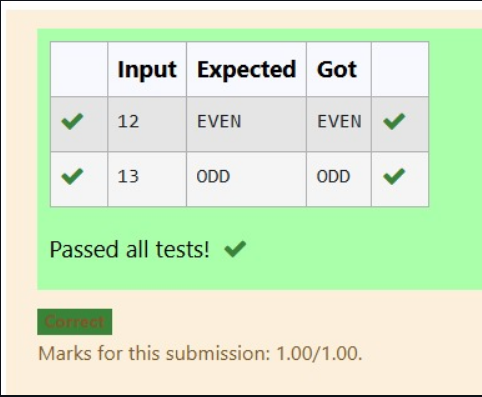 Input Expected Got
12 EVEN EVEN
13 ODD ODD
Passed all tests!
Correct
Marks for this submission: 1.00/1.00.